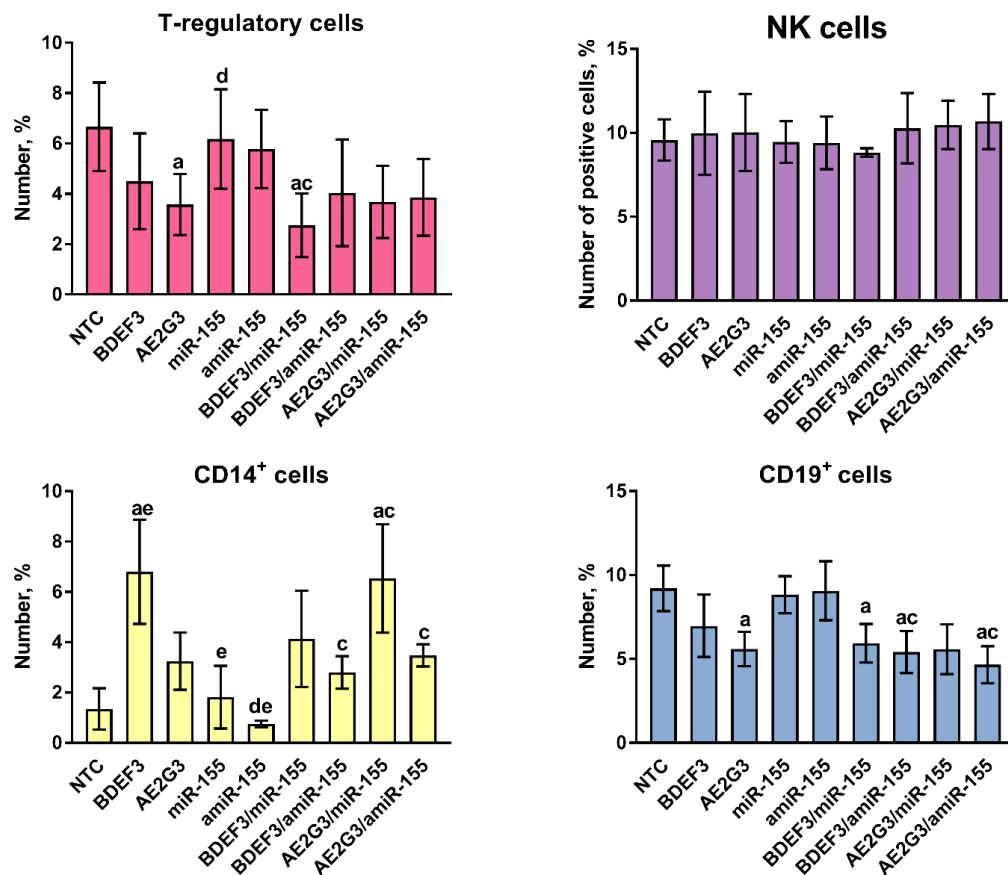 T-regulatory cells
Number, %
10
8
6
4
2
0
a
d
ac
NTC
BDEF3
AE2G3
miR-155
amiR-155
BDEF3/miR-155
BDEF3/amiR-155
AE2G3/miR-155
AE2G3/amiR-155
NK cells
Number of positive cells, %
15
10
5
0
NTC
BDEF3
AE2G3
miR-155
amiR-155
BDEF3/miR-155
BDEF3/amiR-155
AE2G3/miR-155
AE2G3/amiR-155
CD14⁺ cells
Number, %
10
8
6
4
2
0
ae
e
de
c
ac
c
NTC
BDEF3
AE2G3
miR-155
amiR-155
BDEF3/miR-155
BDEF3/amiR-155
AE2G3/miR-155
AE2G3/amiR-155
CD19⁺ cells
Number, %
15
10
5
0
a
a
ac
ac
NTC
BDEF3
AE2G3
miR-155
amiR-155
BDEF3/miR-155
BDEF3/amiR-155
AE2G3/miR-155
AE2G3/amiR-155